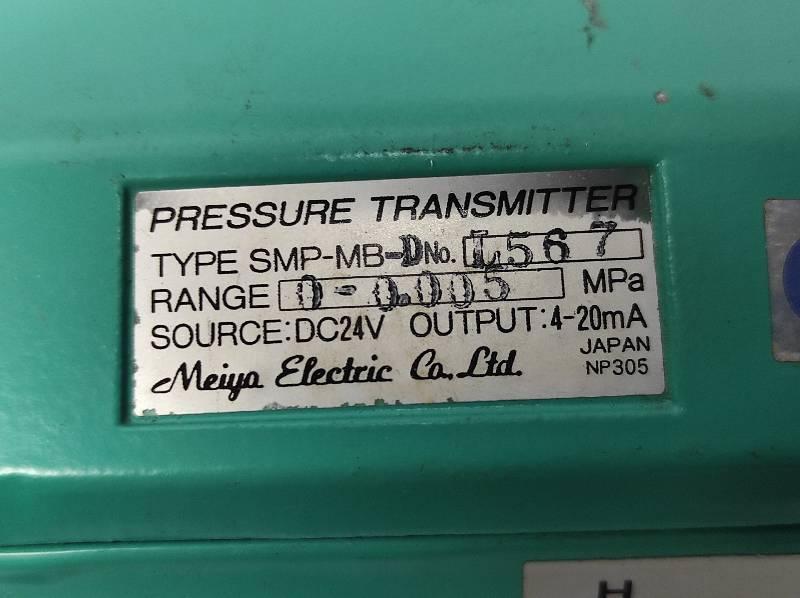 PRESSURE TRANSMITTER
TYPE SMP-MB-D No. L567
RANGE 0-0.005 MPa
SOURCE:DC24V OUTPUT:4-20mA
Meiya Electric Co.,Ltd.
JAPAN
NP305
H